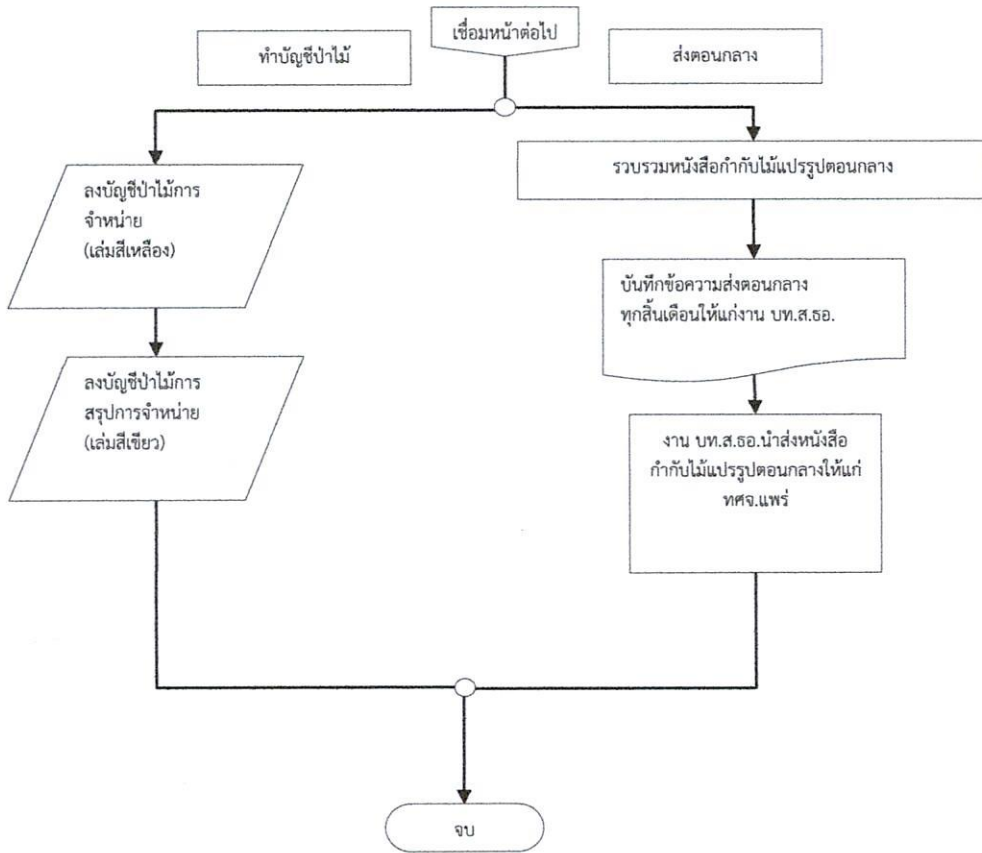 เชื่อมหน้าต่อไป
ทำบัญชีป่าไม้
ส่งตอนกลาง
ลงบัญชีป่าไม้การ
จำหน่าย
(เล่มสีเหลือง)
ลงบัญชีป่าไม้การ
สรุปการจำหน่าย
(เล่มสีเขียว)
รวบรวมหนังสือกำกับไม้แปรรูปตอนกลาง
บันทึกข้อความส่งตอนกลาง
ทุกสิ้นเดือนให้แก่งาน บท.ส.ธอ.
งาน บท.ส.ธอ.นำส่งหนังสือ
กำกับไม้แปรรูปตอนกลางให้แก่
ทศจ.แพร่
จบ